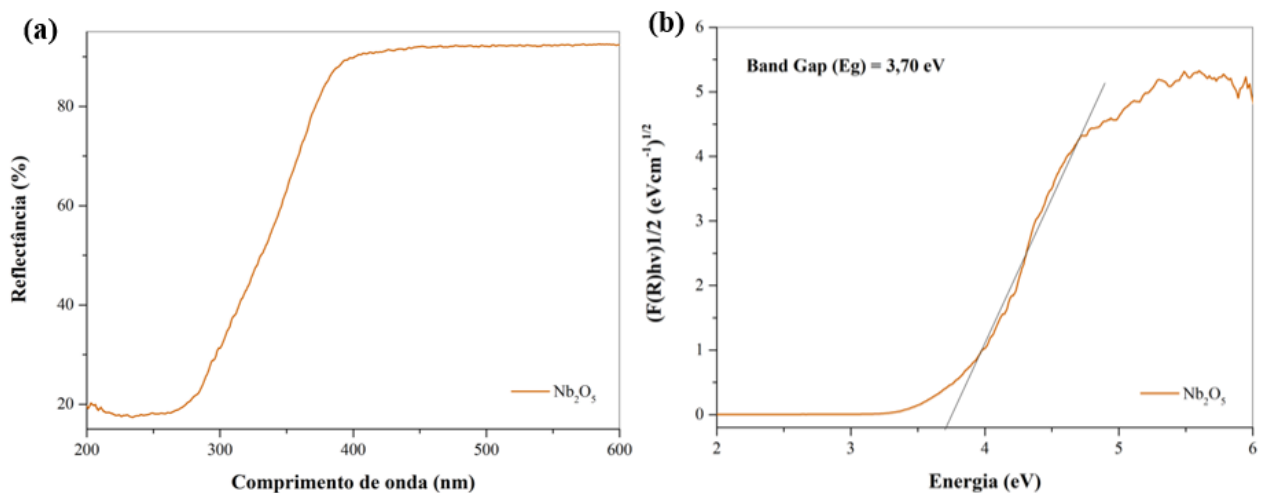 (a)
Reflectância (%)
80
60
40
20
200
300
400
500
600
Comprimento de onda (nm)
Nb₂O₅
(b)
Band Gap (Eg) = 3,70 eV
(F(R)hv)1/2 (eVcm⁻¹)¹/²
6
5
4
3
2
1
0
2
3
4
5
6
Energia (eV)
Nb₂O₅